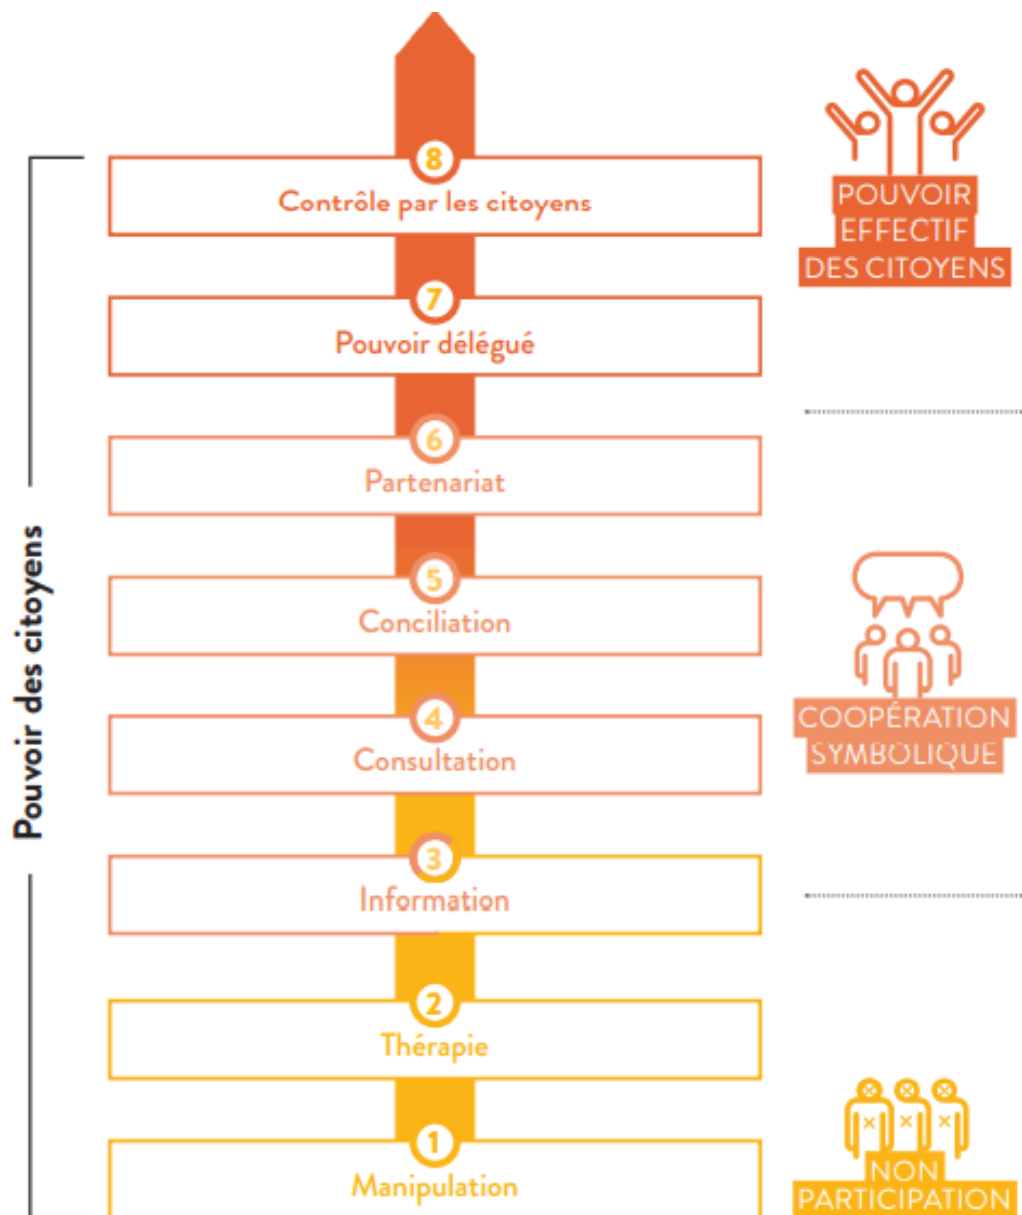 8
Contrôle par les citoyens
7
Pouvoir délégué
6
Partenariat
5
Conciliation
4
Consultation
3
Information
2
Thérapie
1
Manipulation
Pouvoir des citoyens
POUVOIR
EFFECTIF
DES CITOYENS
COOPÉRATION
SYMBOLIQUE
NON
PARTICIPATION